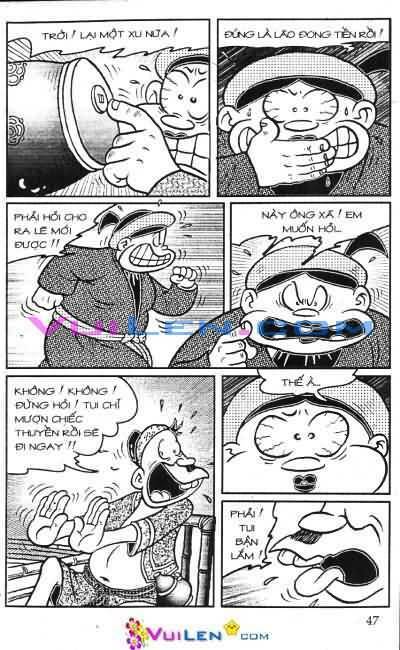 TRỜI! LẠI MỘT XU NỮA!
ĐÚNG LÀ LÃO ĐỒNG TIỀN RỒI!
PHẢI HỎI CHO
RA LẼ MỚI
ĐƯỢC!!
NÀY ÔNG XÃ! EM
MUỐN HỎI...
VuiLen.com
KHÔNG! KHÔNG!
ĐỪNG HỎI! TUI CHỈ
MƯỢN CHIẾC
THUYỀN RỒI SẼ
ĐI NGAY!!
THẾ À...
PHẢI!
TUI
BẬN
LẮM!
47
VuiLen.com